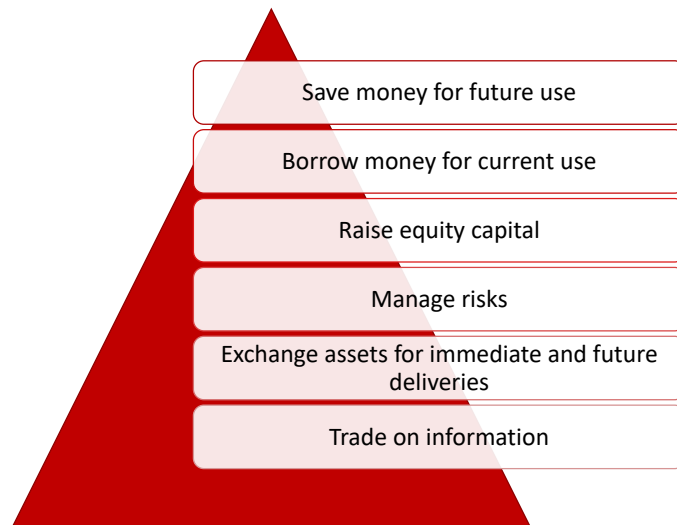 Save money for future use
Borrow money for current use
Raise equity capital
Manage risks
Exchange assets for immediate and future
deliveries
Trade on information